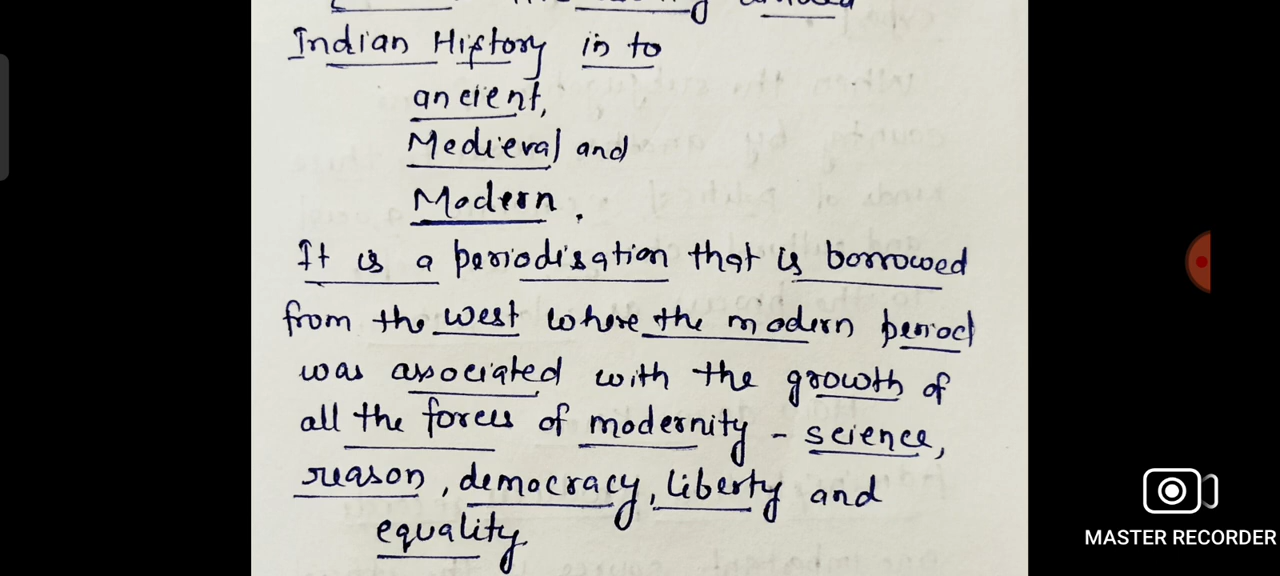 Indian History in to
ancient,
Medieval and
Modern.
It is a periodisation that is borrowed
from the west where the modern period
was associated with the growth of
all the forces of modernity - science,
reason, democracy, liberty and
equality
MASTER RECORDER